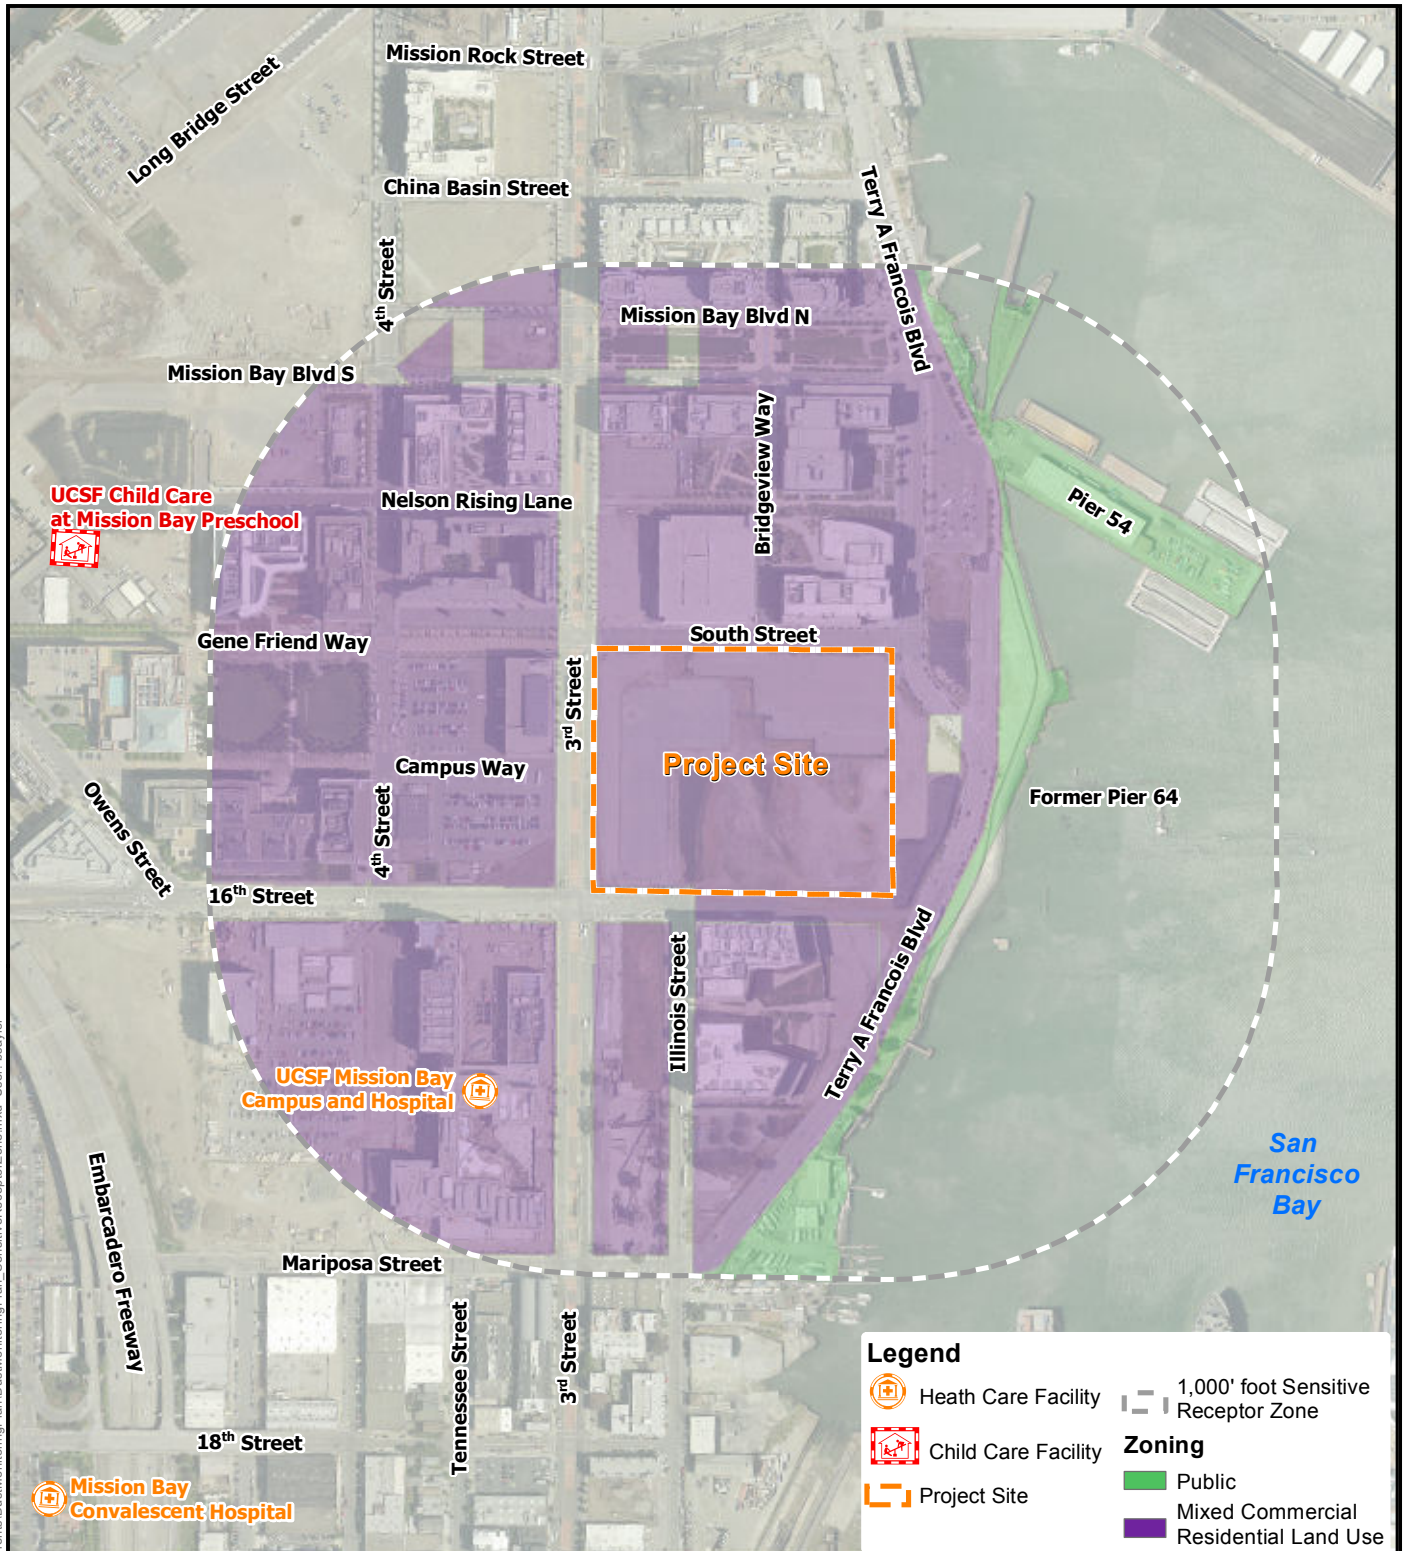 Mission Rock Street
Long Bridge Street
China Basin Street
Terry A Francois Blvd
4th Street
Mission Bay Blvd N
Mission Bay Blvd S
Bridgeview Way
UCSF Child Care
at Mission Bay Preschool
Nelson Rising Lane
Pier 54
Gene Friend Way
South Street
3rd Street
Project Site
Campus Way
Former Pier 64
Owens Street
4th Street
16th Street
Illinois Street
Terry A Francois Blvd
UCSF Mission Bay
Campus and Hospital
San
Francisco
Bay
Embarcadero Freeway
Mariposa Street
Tennessee Street
3rd Street
18th Street
Mission Bay
Convalescent Hospital
Legend
Heath Care Facility
Child Care Facility
Project Site
1,000' foot Sensitive
Receptor Zone
Zoning
Public
Mixed Commercial
Residential Land Use